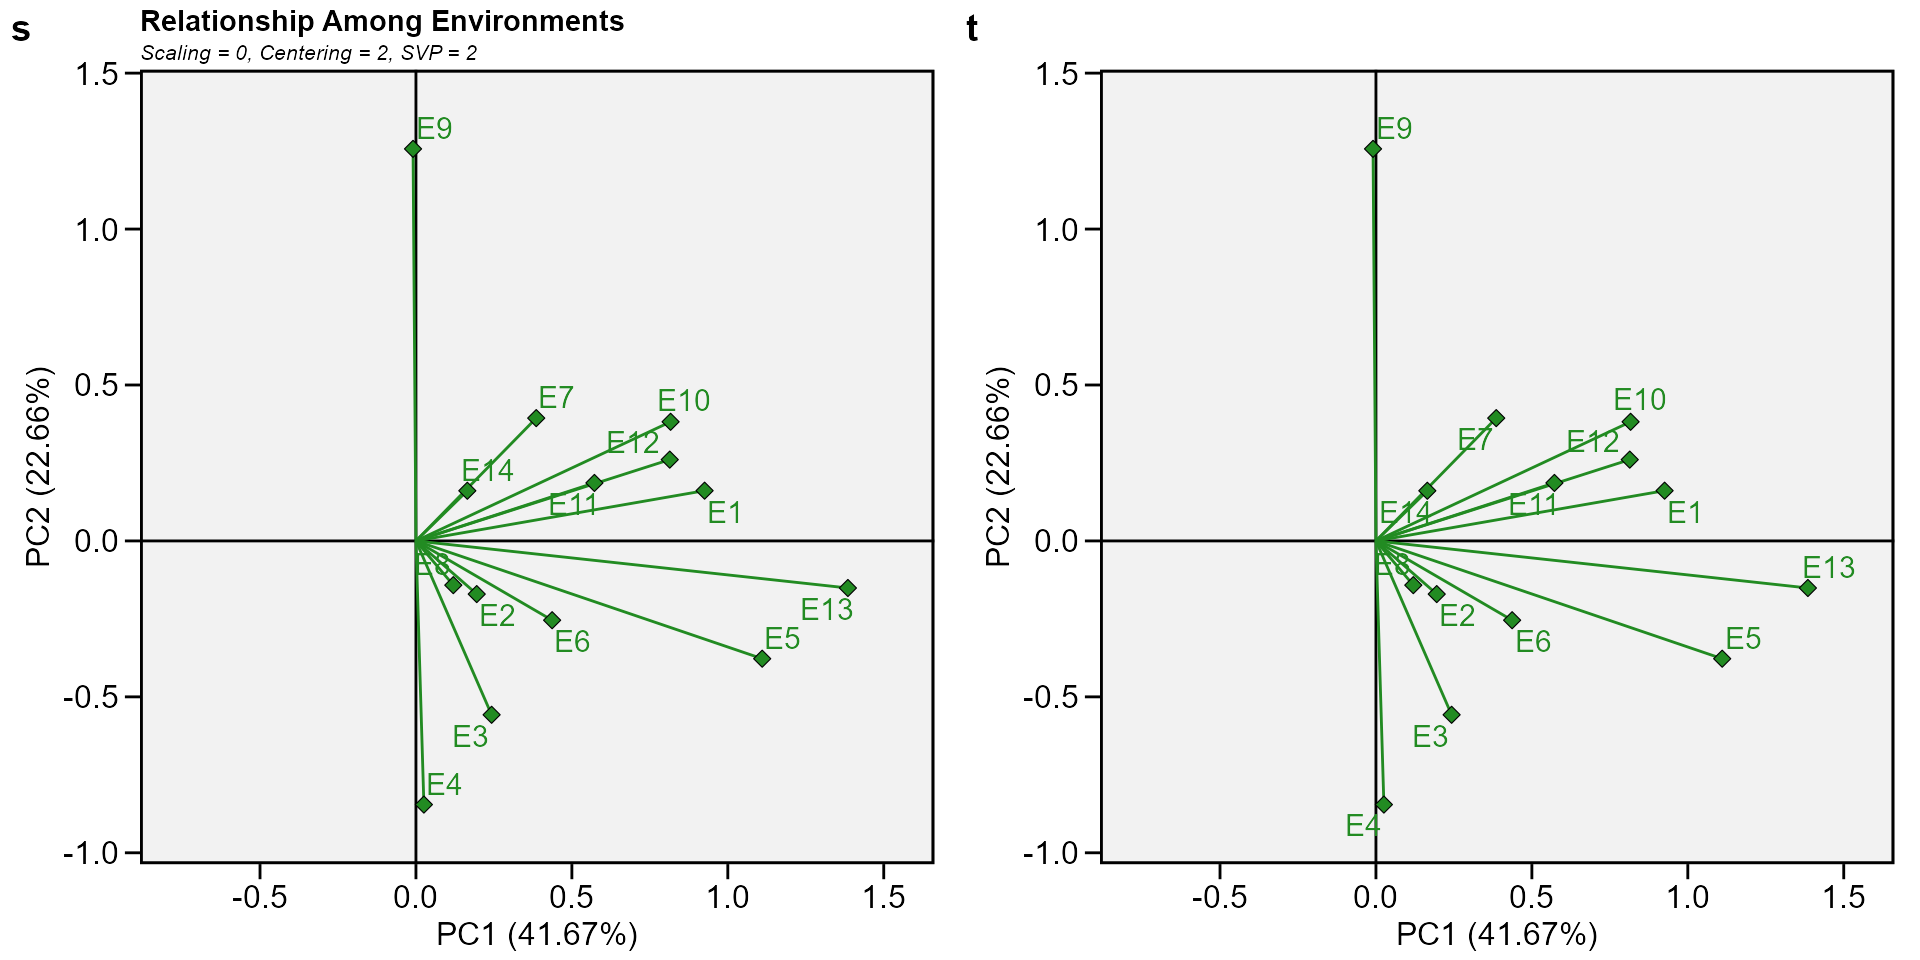 s
Relationship Among Environments
Scaling = 0, Centering = 2, SVP = 2
1.5
1.0
0.5
0.0
-0.5
-1.0
PC2 (22.66%)
E9
E7
E10
E12
E14
E11
E1
E8
E2
E13
E6
E5
E3
E4
-0.5
0.0
0.5
1.0
1.5
PC1 (41.67%)
t
1.5
1.0
0.5
0.0
-0.5
-1.0
PC2 (22.66%)
E9
E10
E7
E12
E14
E11
E1
E8
E13
E2
E6
E5
E3
E4
-0.5
0.0
0.5
1.0
1.5
PC1 (41.67%)